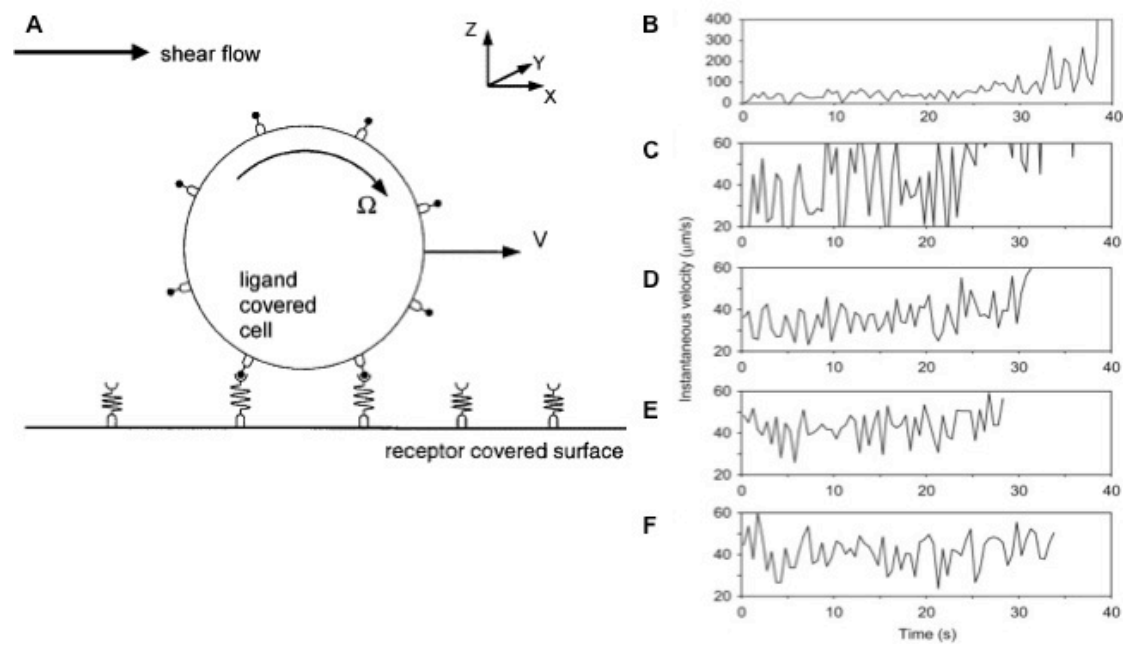 A
shear flow
Z
Y
X
Ω
V
ligand
covered
cell
receptor covered surface
Instantaneous velocity (μm/s)
B
400
300
200
100
0
0 10 20 30 40
C
60
40
20
0 10 20 30 40
D
60
40
20
0 10 20 30 40
E
60
40
20
0 10 20 30 40
F
60
40
20
0 10 20 30 40
Time (s)